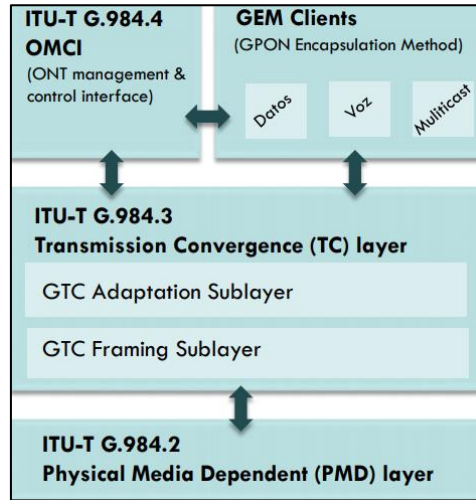 ITU-T G.984.4
OMCI
(ONT management &
control interface)
GEM Clients
(GPON Encapsulation Method)
Datos
Voz
Muliticast
ITU-T G.984.3
Transmission Convergence (TC) layer
GTC Adaptation Sublayer
GTC Framing Sublayer
ITU-T G.984.2
Physical Media Dependent (PMD) layer